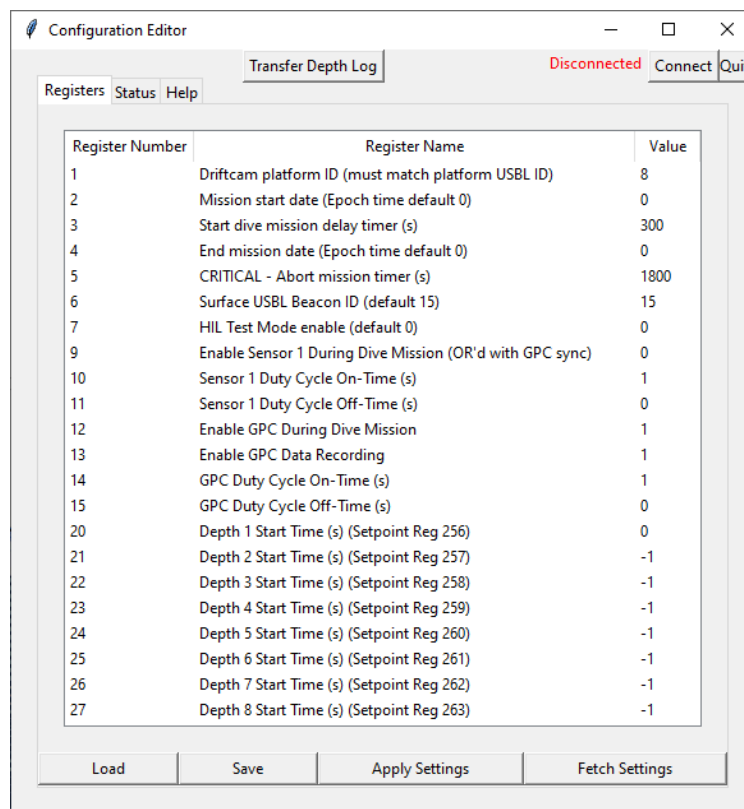 Configuration Editor
Transfer Depth Log Disconnected Connect Qui
Registers Status Help
Register Number Register Name Value
1 Driftcam platform ID (must match platform USBL ID) 8
2 Mission start date (Epoch time default 0) 0
3 Start dive mission delay timer (s) 300
4 End mission date (Epoch time default 0) 0
5 CRITICAL - Abort mission timer (s) 1800
6 Surface USBL Beacon ID (default 15) 15
7 HIL Test Mode enable (default 0) 0
9 Enable Sensor 1 During Dive Mission (OR'd with GPC sync) 0
10 Sensor 1 Duty Cycle On-Time (s) 1
11 Sensor 1 Duty Cycle Off-Time (s) 0
12 Enable GPC During Dive Mission 1
13 Enable GPC Data Recording 1
14 GPC Duty Cycle On-Time (s) 1
15 GPC Duty Cycle Off-Time (s) 0
20 Depth 1 Start Time (s) (Setpoint Reg 256) 0
21 Depth 2 Start Time (s) (Setpoint Reg 257) -1
22 Depth 3 Start Time (s) (Setpoint Reg 258) -1
23 Depth 4 Start Time (s) (Setpoint Reg 259) -1
24 Depth 5 Start Time (s) (Setpoint Reg 260) -1
25 Depth 6 Start Time (s) (Setpoint Reg 261) -1
26 Depth 7 Start Time (s) (Setpoint Reg 262) -1
27 Depth 8 Start Time (s) (Setpoint Reg 263) -1
Load Save Apply Settings Fetch Settings